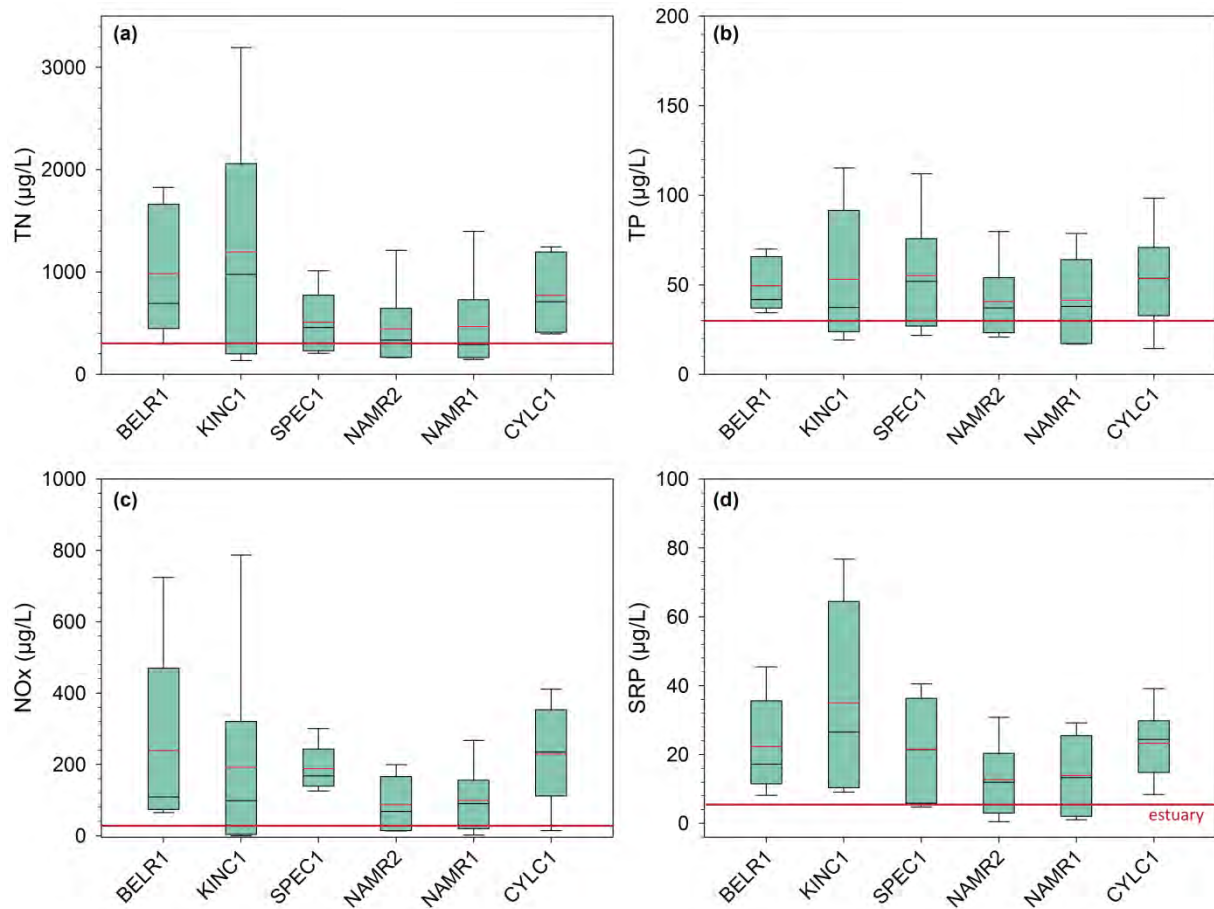 (a)
TN (µg/L)
3000
2000
1000
0
BELR1
KINC1
SPEC1
NAMR2
NAMR1
CYLC1
(b)
TP (µg/L)
200
150
100
50
0
BELR1
KINC1
SPEC1
NAMR2
NAMR1
CYLC1
(c)
NOx (µg/L)
1000
800
600
400
200
0
BELR1
KINC1
SPEC1
NAMR2
NAMR1
CYLC1
(d)
SRP (µg/L)
100
80
60
40
20
0
estuary
BELR1
KINC1
SPEC1
NAMR2
NAMR1
CYLC1